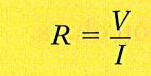 R = V/I